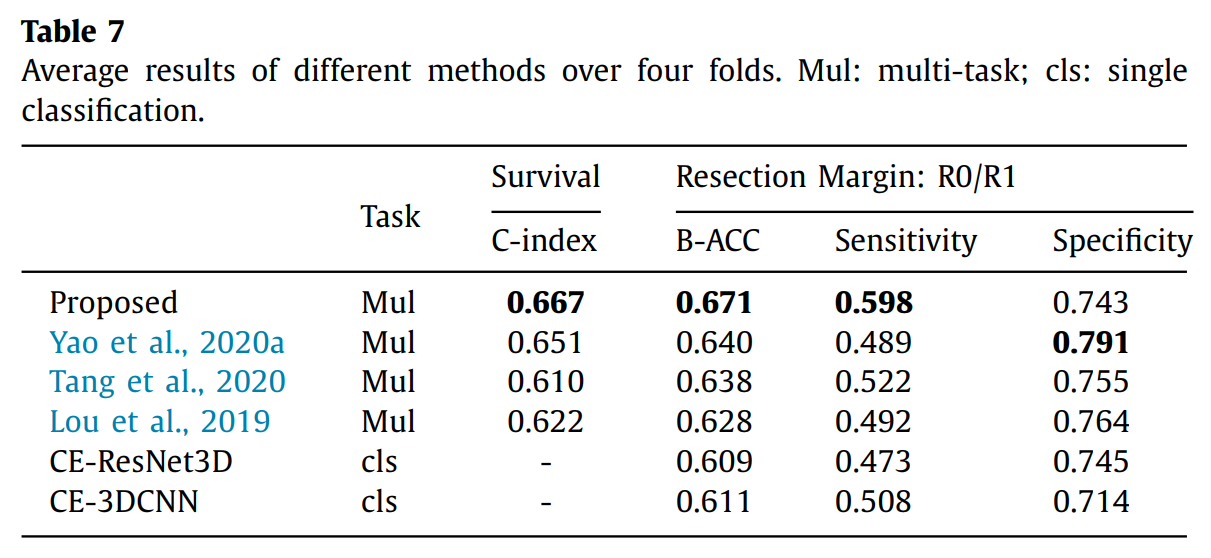 Table 7
Average results of different methods over four folds. Mul: multi-task; cls: single
classification.
Survival Resection Margin: R0/R1
Task
C-index B-ACC Sensitivity Specificity
Proposed Mul 0.667 0.671 0.598 0.743
Yao et al., 2020a Mul 0.651 0.640 0.489 0.791
Tang et al., 2020 Mul 0.610 0.638 0.522 0.755
Lou et al., 2019 Mul 0.622 0.628 0.492 0.764
CE-ResNet3D cls - 0.609 0.473 0.745
CE-3DCNN cls - 0.611 0.508 0.714